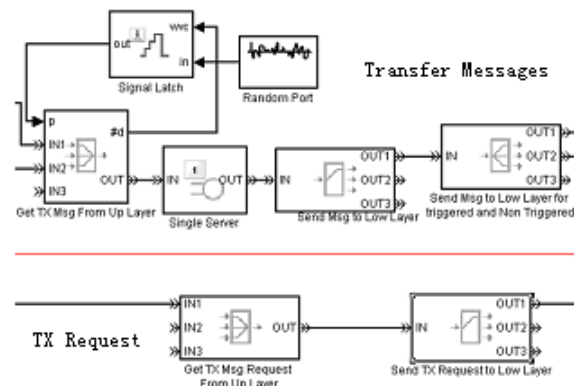 out
wvc
in
Signal Latch
Random Port
Transfer Messages
p
#d
IN1
IN2
OUT
IN3
Get TX Msg From Up Layer
IN
OUT
Single Server
IN
OUT1
OUT2
OUT3
Send Msg to Low Layer
IN
OUT1
OUT2
OUT3
Send Msg to Low Layer for
triggered and Non Triggered
TX Request
IN1
IN2
IN3
OUT
Get TX Msg Request
From Up Layer
IN
OUT1
OUT2
OUT3
Send TX Request to Low Layer